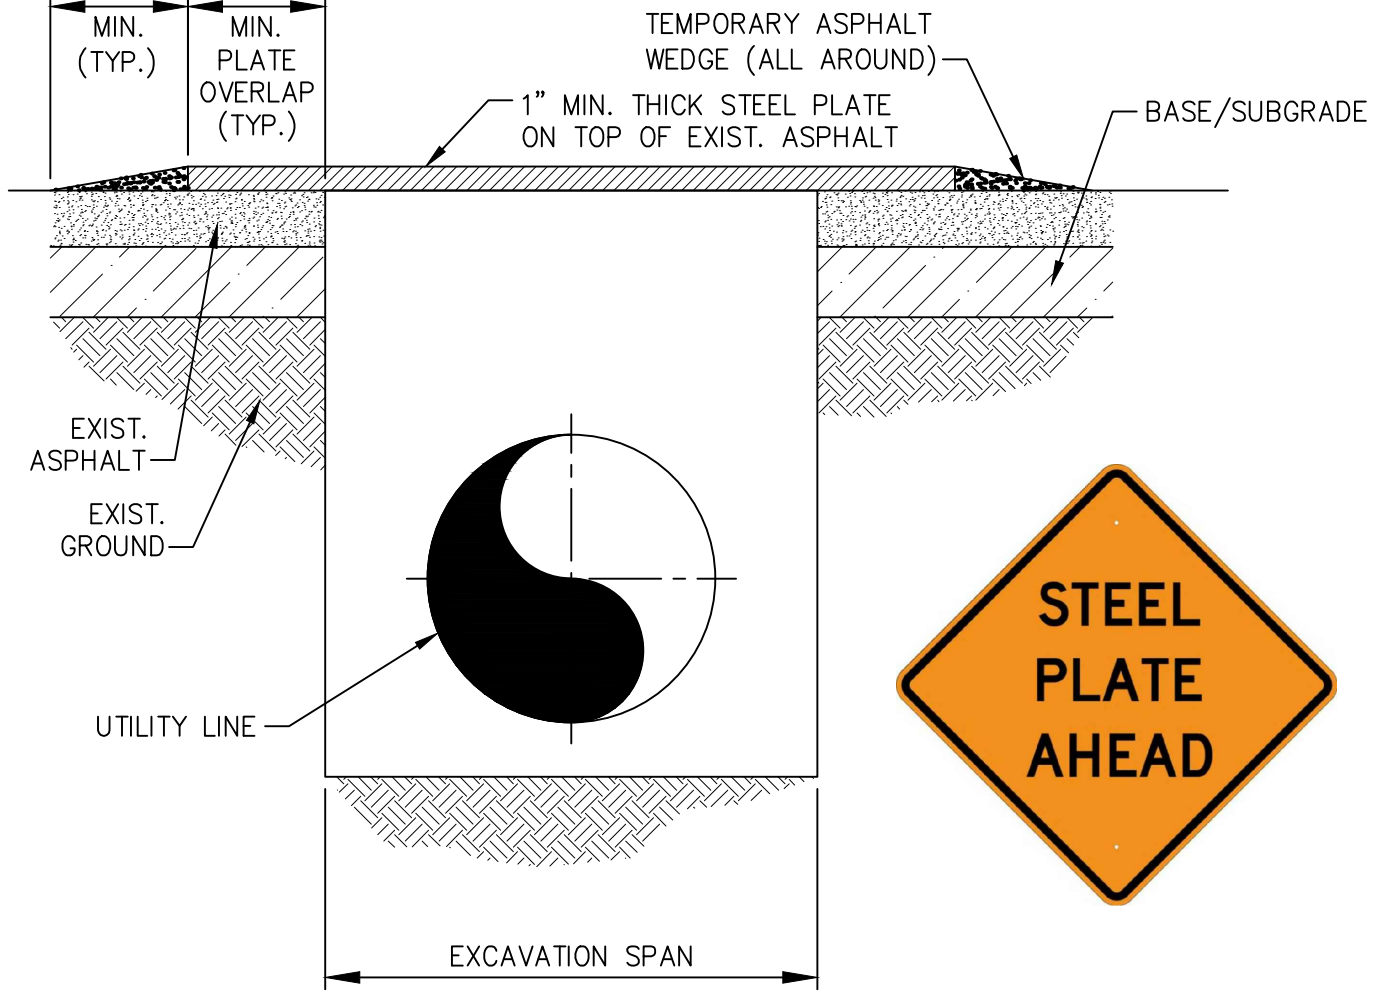 MIN.
(TYP.)
MIN.
PLATE
OVERLAP
(TYP.)
TEMPORARY ASPHALT
WEDGE (ALL AROUND)
1" MIN. THICK STEEL PLATE
ON TOP OF EXIST. ASPHALT
BASE/SUBGRADE
EXIST.
ASPHALT
EXIST.
GROUND
UTILITY LINE
STEEL
PLATE
AHEAD
EXCAVATION SPAN